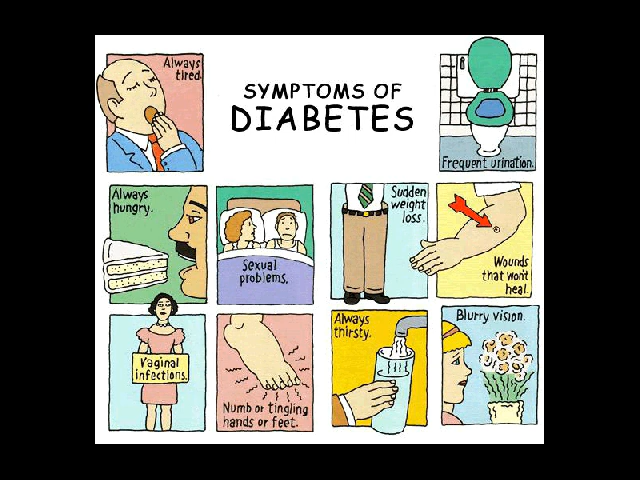 Always
tired.
SYMPTOMS OF
DIABETES
Frequent urination.
Always
hungry.
Sexual
problems.
Sudden
weight
loss.
Wounds
that won't
heal.
Vaginal
infections.
Numb or tingling
hands or feet.
Always
thirsty.
Blurry vision.